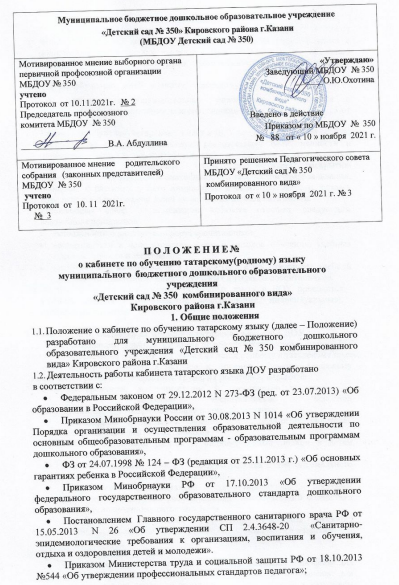 Муниципальное бюджетное дошкольное образовательное учреждение
«Детский сад № 350» Кировского района г.Казани
(МБДОУ Детский сад № 350)
Мотивированное мнение выборного органа
первичной профсоюзной организации
МБДОУ № 350
учтено
Протокол от 10.11.2021г. № 2
Председатель профсоюзного
комитета МБДОУ № 350
В.А. Абдуллина
«Утверждаю»
Заведующий МБДОУ № 350
О.Ю.Охотина
Введено в действие
Приказом по МБДОУ № 350
№ 88 от « 10 » ноября 2021 г.
Мотивированное мнение родительского
собрания (законных представителей)
МБДОУ № 350
учтено
Протокол от 10. 11 2021г.
№ 3
Принято решением Педагогического совета
МБДОУ «Детский сад № 350
комбинированного вида»
Протокол от « 10 » ноября 2021 г. № 3
П О Л О Ж Е Н И Е №
о кабинете по обучению татарскому(родному) языку
муниципального бюджетного дошкольного образовательного
учреждения
«Детский сад № 350 комбинированного вида»
Кировского района г.Казани
1. Общие положения
1.1.Положение о кабинете по обучению татарскому языку (далее – Положение)
разработано для муниципального бюджетного дошкольного
образовательного учреждения «Детский сад № 350 комбинированного
вида» Кировского района г.Казани
1.2. Деятельность работы кабинета татарского языка ДОУ разработано
в соответствии с:
• Федеральным законом от 29.12.2012 N 273-ФЗ (ред. от 23.07.2013) «Об
образовании в Российской Федерации»,
• Приказом Минобрнауки России от 30.08.2013 N 1014 «Об утверждении
Порядка организации и осуществления образовательной деятельности по
основным общеобразовательным программам - образовательным программам
дошкольного образования»,
• ФЗ от 24.07.1998 № 124 – ФЗ (редакция от 25.11.2013 г.) «Об основных
гарантиях ребенка в Российской Федерации»,
• Приказом Минобрнауки РФ от 17.10.2013 «Об утверждении
федерального государственного образовательного стандарта дошкольного
образования»,
• Постановлением Главного государственного санитарного врача РФ от
15.05.2013 N 26 «Об утверждении СП 2.4.3648-20 «Санитарно-
эпидемиологические требования к организациям, воспитания и обучения,
отдыха и оздоровления детей и молодежи».
• Приказом Министерства труда и социальной защиты РФ от 18.10.2013
№544 «Об утверждении профессиональных стандартов педагога»;